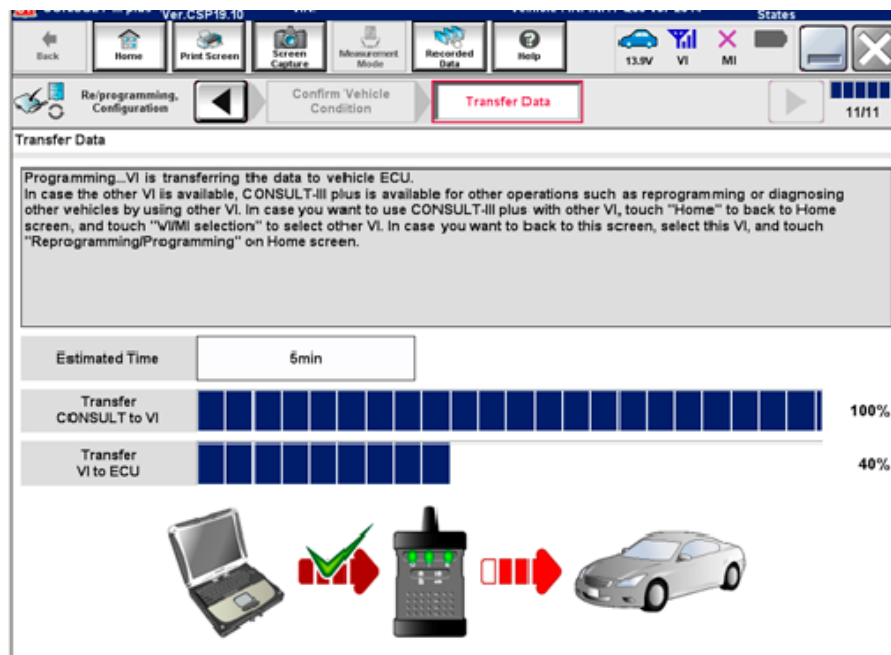 Ver.CSP19.10
States
Back
Home
Print Screen
Screen
Capture
Measurement
Mode
Recorded
Data
Help
13.9V
VI
MI
Re/programming,
Configuration
Confirm Vehicle
Condition
Transfer Data
11/11
Transfer Data
Programming...VI is transferring the data to vehicle ECU.
In case the other VI is available, CONSULT-III plus is available for other operations such as reprogramming or diagnosing
other vehicles by using other VI. In case you want to use CONSULT-III plus with other VI, touch "Home" to back to Home
screen, and touch "VI/MI selection" to select other VI. In case you want to back to this screen, select this VI, and touch
"Reprogramming/Programming" on Home screen.
Estimated Time
5min
Transfer
CONSULT to VI
100%
Transfer
VI to ECU
40%